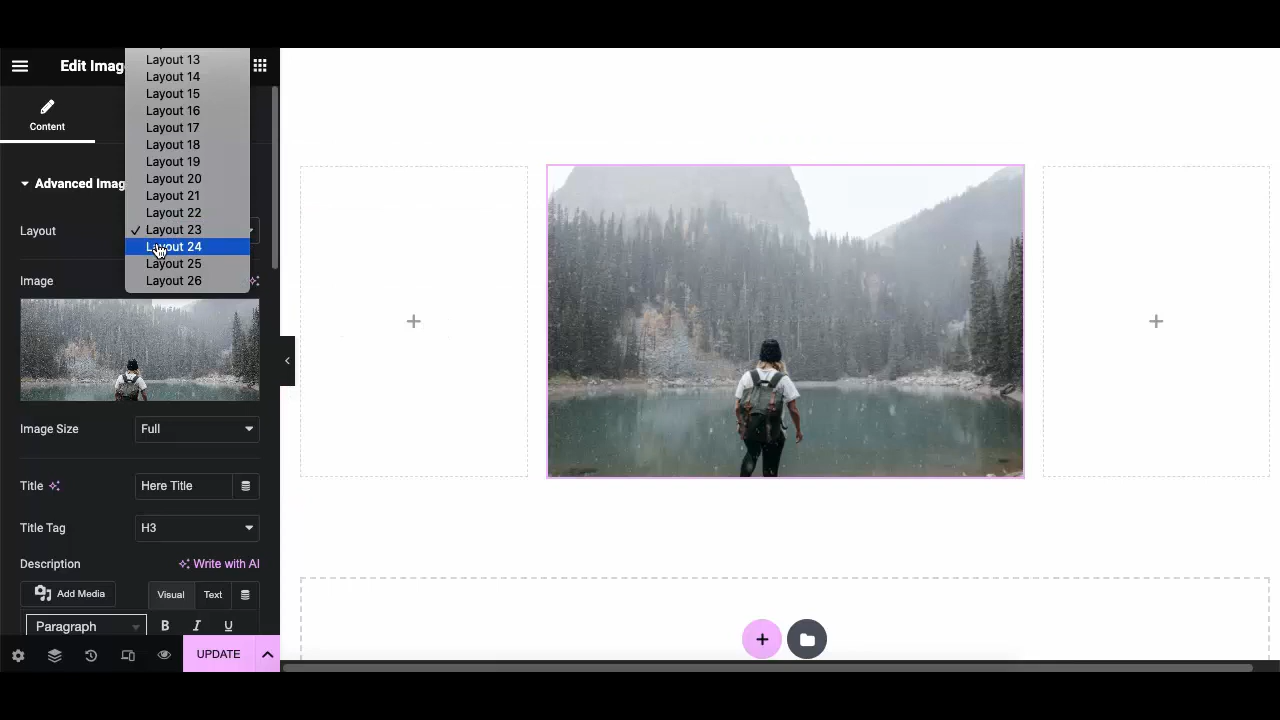 Edit Imag
Content
Advanced Imag
Layout
Layout 13
Layout 14
Layout 15
Layout 16
Layout 17
Layout 18
Layout 19
Layout 20
Layout 21
Layout 22
✓ Layout 23
Layout 24
Layout 25
Layout 26
Image
Image Size
Full
Title
Here Title
Title Tag
H3
Description
Write with AI
Add Media
Visual
Text
Paragraph
B
I
U
UPDATE